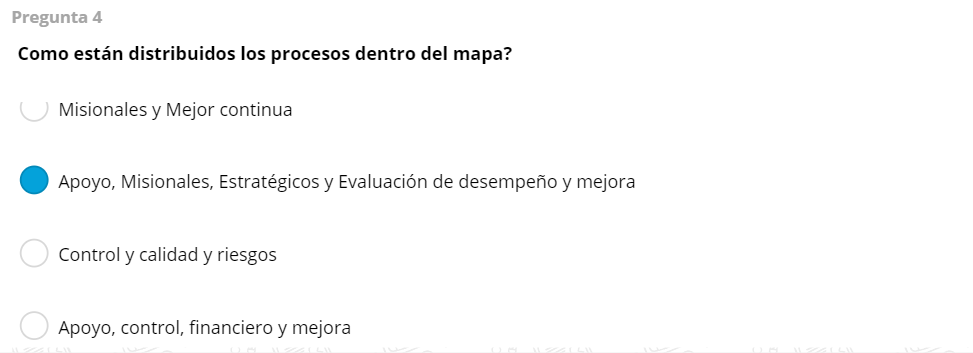 Pregunta 4
Como están distribuidos los procesos dentro del mapa?
Misionales y Mejor continua
Apoyo, Misionales, Estratégicos y Evaluación de desempeño y mejora
Control y calidad y riesgos
Apoyo, control, financiero y mejora